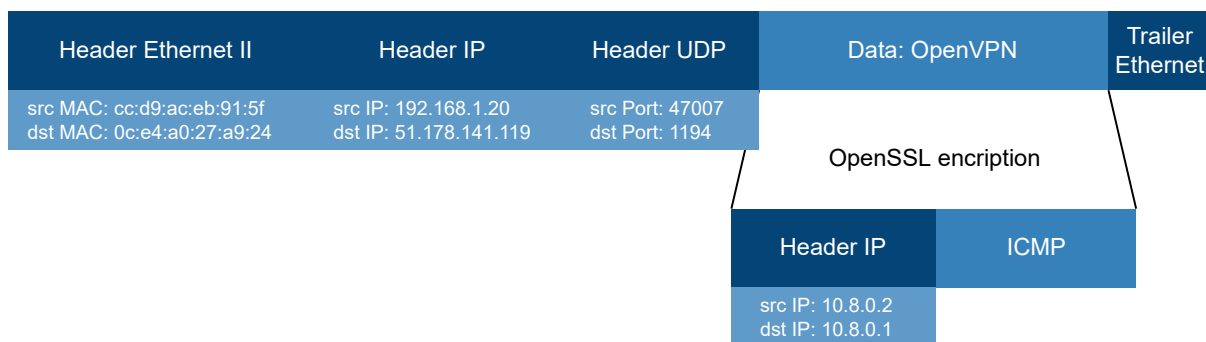 Header Ethernet II
Header IP
Header UDP
Data: OpenVPN
Trailer
Ethernet
src MAC: cc:d9:ac:eb:91:5f
dst MAC: 0c:e4:a0:27:a9:24
src IP: 192.168.1.20
dst IP: 51.178.141.119
src Port: 47007
dst Port: 1194
OpenSSL encription
Header IP
ICMP
src IP: 10.8.0.2
dst IP: 10.8.0.1